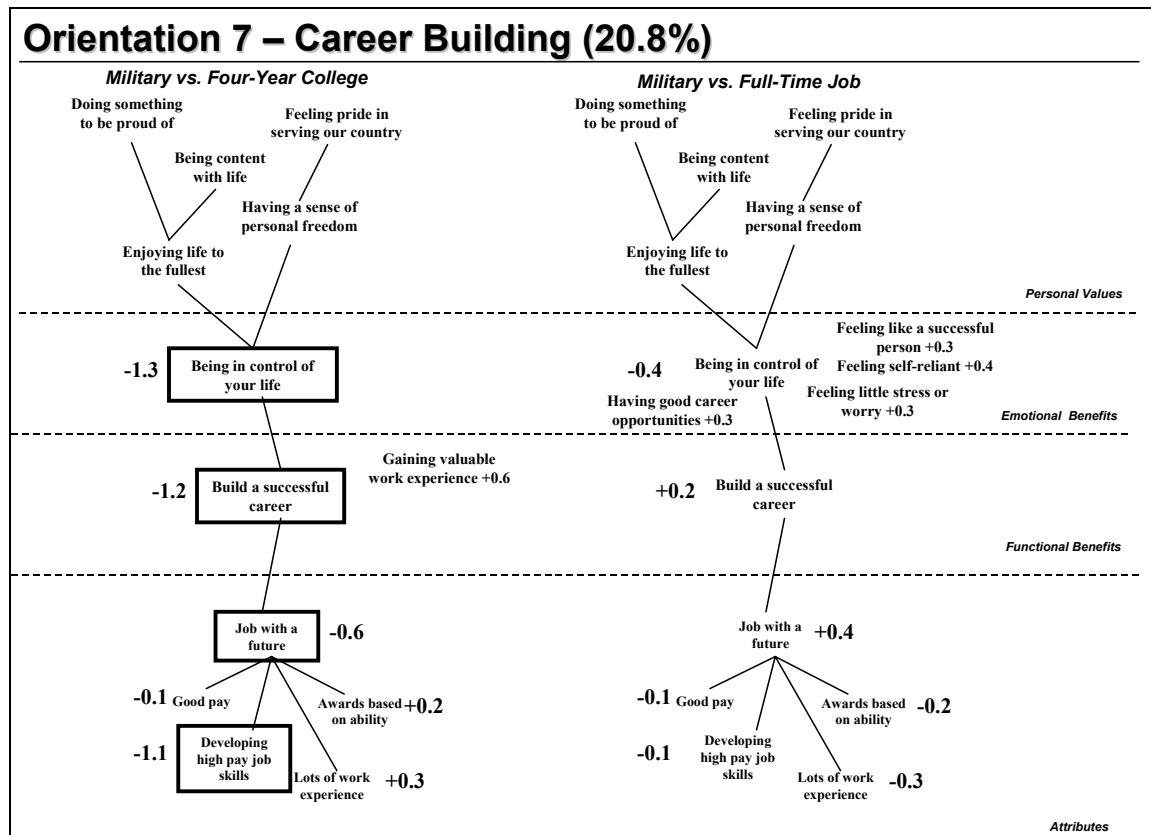 Orientation 7 – Career Building (20.8%)
Military vs. Four-Year College
Doing something
to be proud of
Feeling pride in
serving our country
Being content
with life
Having a sense of
personal freedom
Enjoying life to
the fullest
-1.3
Being in control of
your life
-1.2
Build a successful
career
Gaining valuable
work experience +0.6
Job with a
future
-0.6
-0.1
Good pay
Awards based
on ability
+0.2
-1.1
Developing
high pay job
skills
Lots of work
experience
+0.3
Military vs. Full-Time Job
Doing something
to be proud of
Feeling pride in
serving our country
Being content
with life
Having a sense of
personal freedom
Enjoying life to
the fullest
Personal Values
Feeling like a successful
person +0.3
Feeling self-reliant +0.4
-0.4
Being in control of
your life
Feeling little stress or
worry +0.3
Having good career
opportunities +0.3
Emotional Benefits
+0.2
Build a successful
career
Functional Benefits
Job with a
future
+0.4
-0.1
Good pay
Awards based
on ability
-0.2
-0.1
Developing
high pay job
skills
Lots of work
experience
-0.3
Attributes